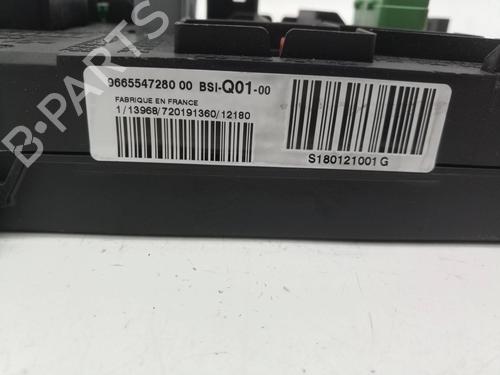 9665547280 00 BSI-Q01-00
FABRIQUE EN FRANCE
1/13968/720191360/12180
S180121001 G
B-PARTS